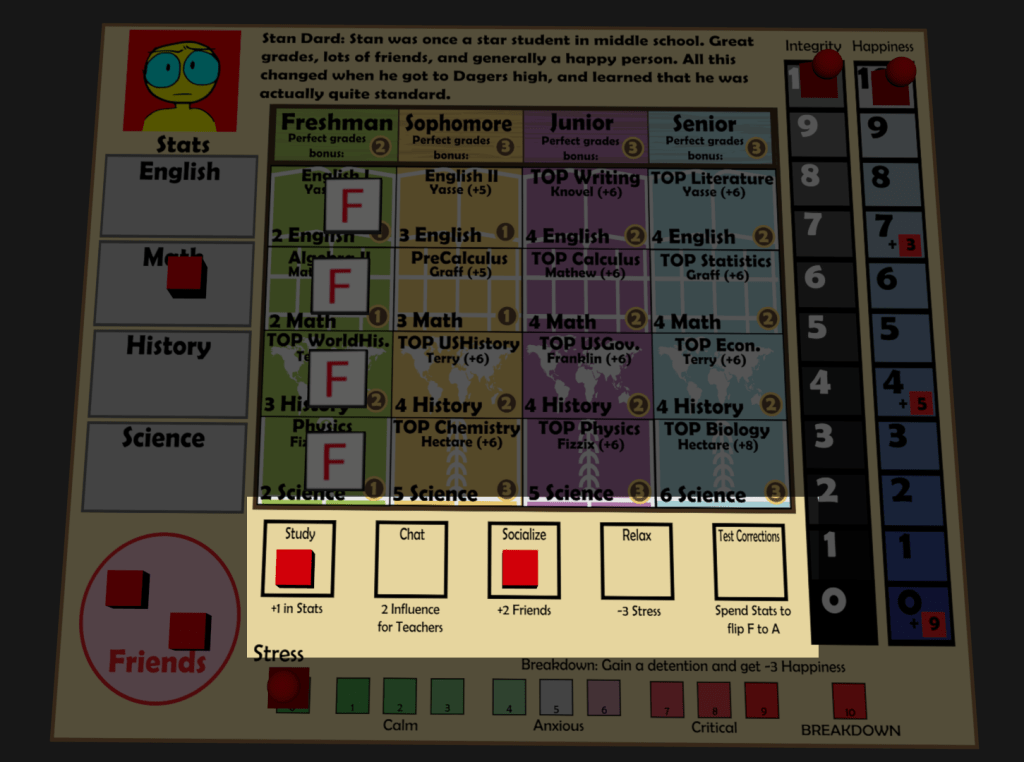 Stan Dard: Stan was once a star student in middle school. Great
grades, lots of friends, and generally a happy person. All this
changed when he got to Dagers high, and learned that he was
actually quite standard.
Integrity Happiness
Stats
English
Math
History
Science
Friends
Freshman Sophomore Junior Senior
Perfect grades Perfect grades Perfect grades Perfect grades
bonus: 2 bonus: 3 bonus: 3 bonus: 3
English I English II TOP Writing TOP Literature
Yasse (+5) Knovel (+6) Yasse (+6)
F
2 English 3 English 1 4 English 2 4 English 2
Algebra II PreCalculus TOP Calculus TOP Statistics
Graff (+5) Mathew (+6) Graff (+6)
F
2 Math 1 3 Math 1 4 Math 2 4 Math 2
TOP WorldHis. TOP USHistory TOP USGov. TOP Econ.
Terry (+6) Franklin (+6) Terry (+6)
F
3 History 2 4 History 2 4 History 2 4 History 2
Physics TOP Chemistry TOP Physics TOP Biology
Hectare (+6) Fizzix (+6) Hectare (+8)
F
2 Science 1 5 Science 3 5 Science 3 6 Science 3
9 9
8 8
7 7 + 3
6 6
5 5
4 4 + 5
3 3
2 2
1 1
0 0 + 9
Study Chat Socialize Relax Test Corrections
+1 in Stats 2 Influence +2 Friends -3 Stress Spend Stats to
for Teachers flip F to A
Stress
Breakdown: Gain a detention and get -3 Happiness
1 2 3 4 5 6 7 8 9 10
Calm Anxious Critical BREAKDOWN